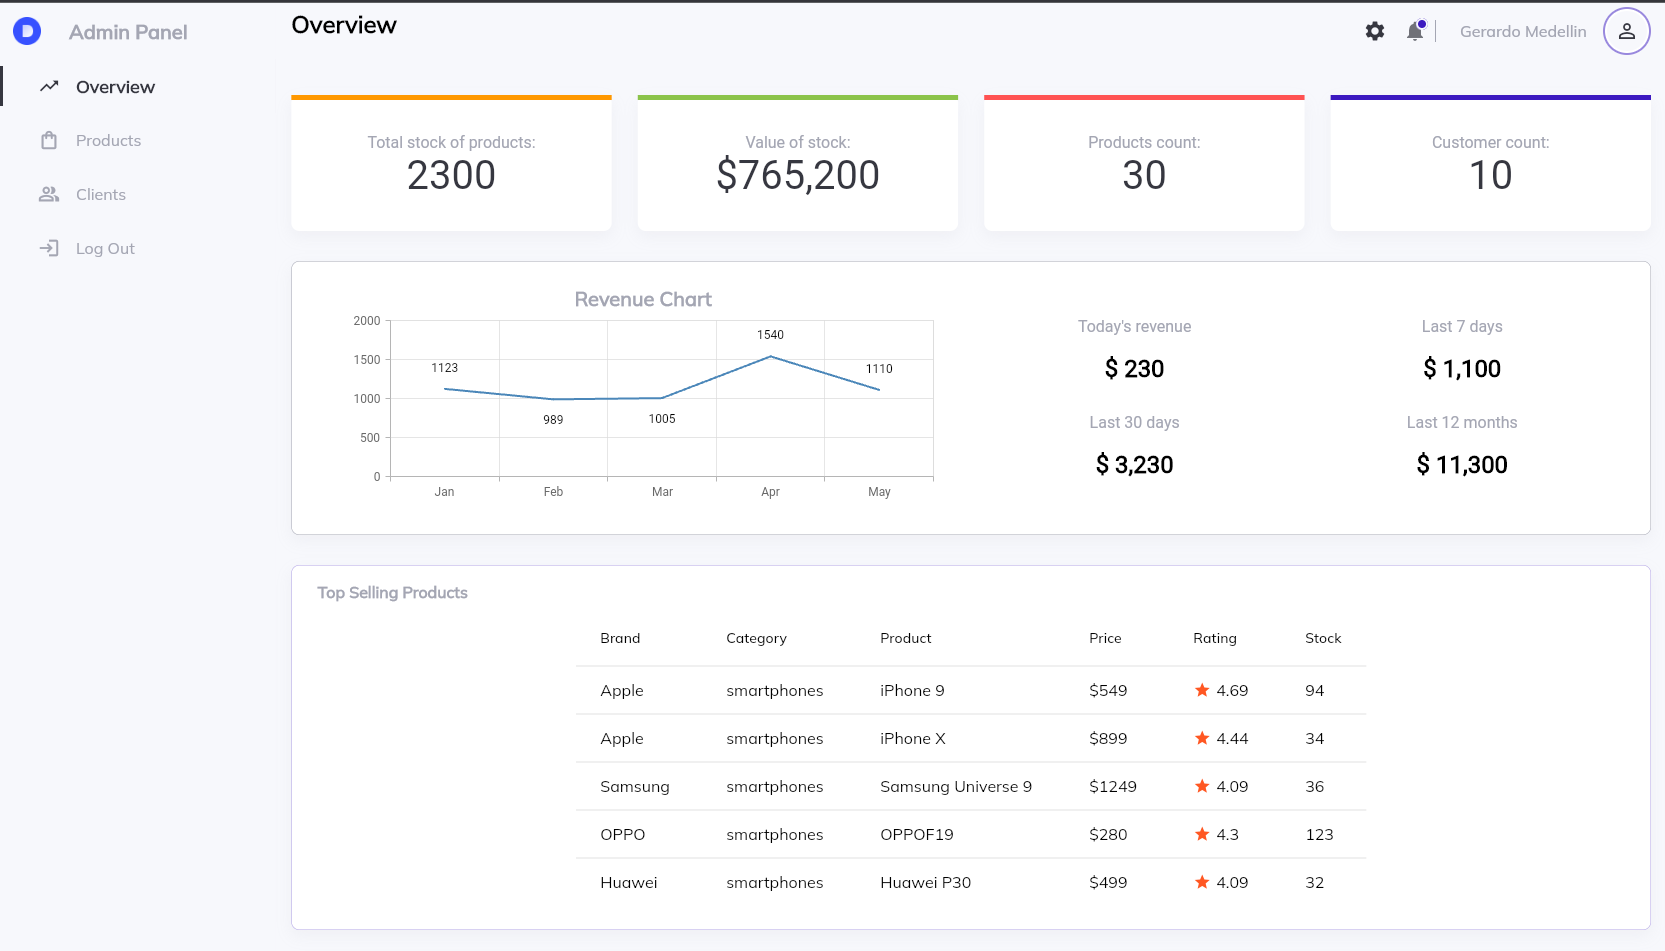 D Admin Panel
Overview
Gerardo Medellin
Overview
Products
Clients
Log Out
Total stock of products:
2300
Value of stock:
$765,200
Products count:
30
Customer count:
10
Revenue Chart
2000
1500
1000
500
0
1123
989
1005
1540
1110
Jan Feb Mar Apr May
Today's revenue
$ 230
Last 7 days
$ 1,100
Last 30 days
$ 3,230
Last 12 months
$ 11,300
Top Selling Products
Brand Category Product Price Rating Stock
Apple smartphones iPhone 9 $549 4.69 94
Apple smartphones iPhone X $899 4.44 34
Samsung smartphones Samsung Universe 9 $1249 4.09 36
OPPO smartphones OPPOF19 $280 4.3 123
Huawei smartphones Huawei P30 $499 4.09 32